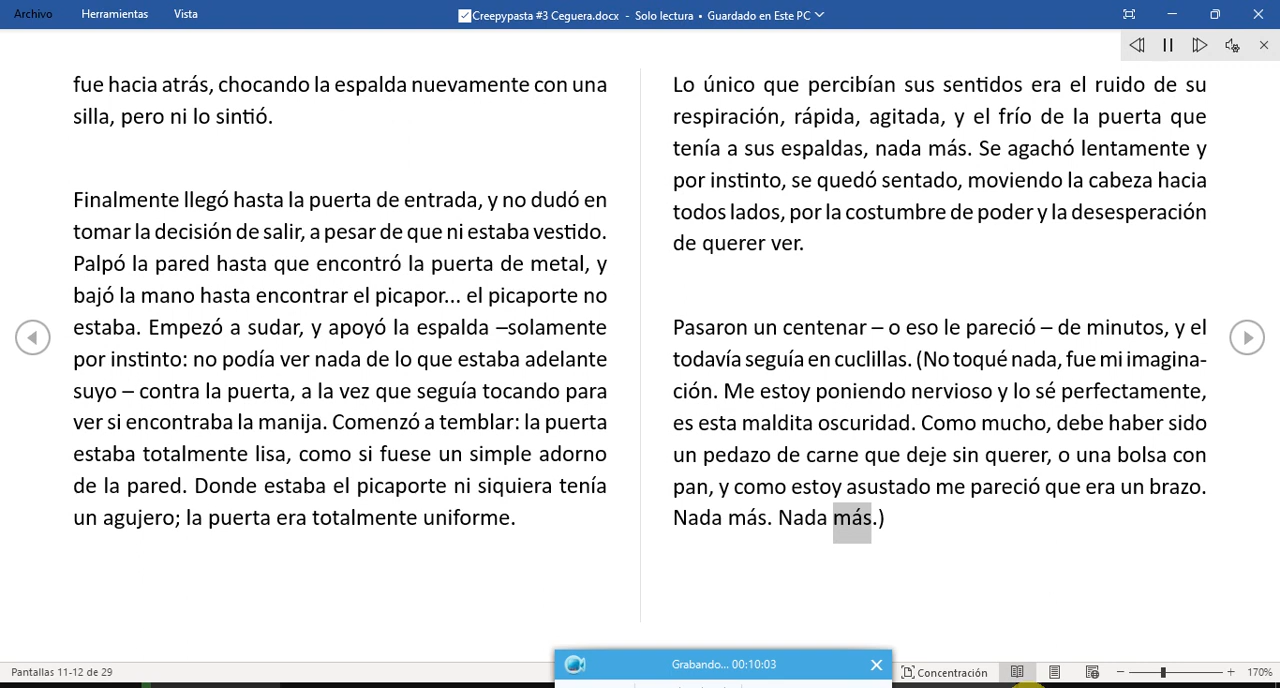 Archivo Herramientas Vista Creepypasta #3 Ceguera.docx - Solo lectura • Guardado en Este PC
fue hacia atrás, chocando la espalda nuevamente con una
silla, pero ni lo sintió.
Finalmente llegó hasta la puerta de entrada, y no dudó en
tomar la decisión de salir, a pesar de que ni estaba vestido.
Palpó la pared hasta que encontró la puerta de metal, y
bajó la mano hasta encontrar el picapor... el picaporte no
estaba. Empezó a sudar, y apoyó la espalda –solamente
por instinto: no podía ver nada de lo que estaba adelante
suyo – contra la puerta, a la vez que seguía tocando para
ver si encontraba la manija. Comenzó a temblar: la puerta
estaba totalmente lisa, como si fuese un simple adorno
de la pared. Donde estaba el picaporte ni siquiera tenía
un agujero; la puerta era totalmente uniforme.
Lo único que percibían sus sentidos era el ruido de su
respiración, rápida, agitada, y el frío de la puerta que
tenía a sus espaldas, nada más. Se agachó lentamente y
por instinto, se quedó sentado, moviendo la cabeza hacia
todos lados, por la costumbre de poder y la desesperación
de querer ver.
Pasaron un centenar – o eso le pareció – de minutos, y el
todavía seguía en cuclillas. (No toqué nada, fue mi imagina-
ción. Me estoy poniendo nervioso y lo sé perfectamente,
es esta maldita oscuridad. Como mucho, debe haber sido
un pedazo de carne que deje sin querer, o una bolsa con
pan, y como estoy asustado me pareció que era un brazo.
Nada más. Nada más.)
Grabando... 00:10:03
Pantallas 11-12 de 29 Concentración 170%